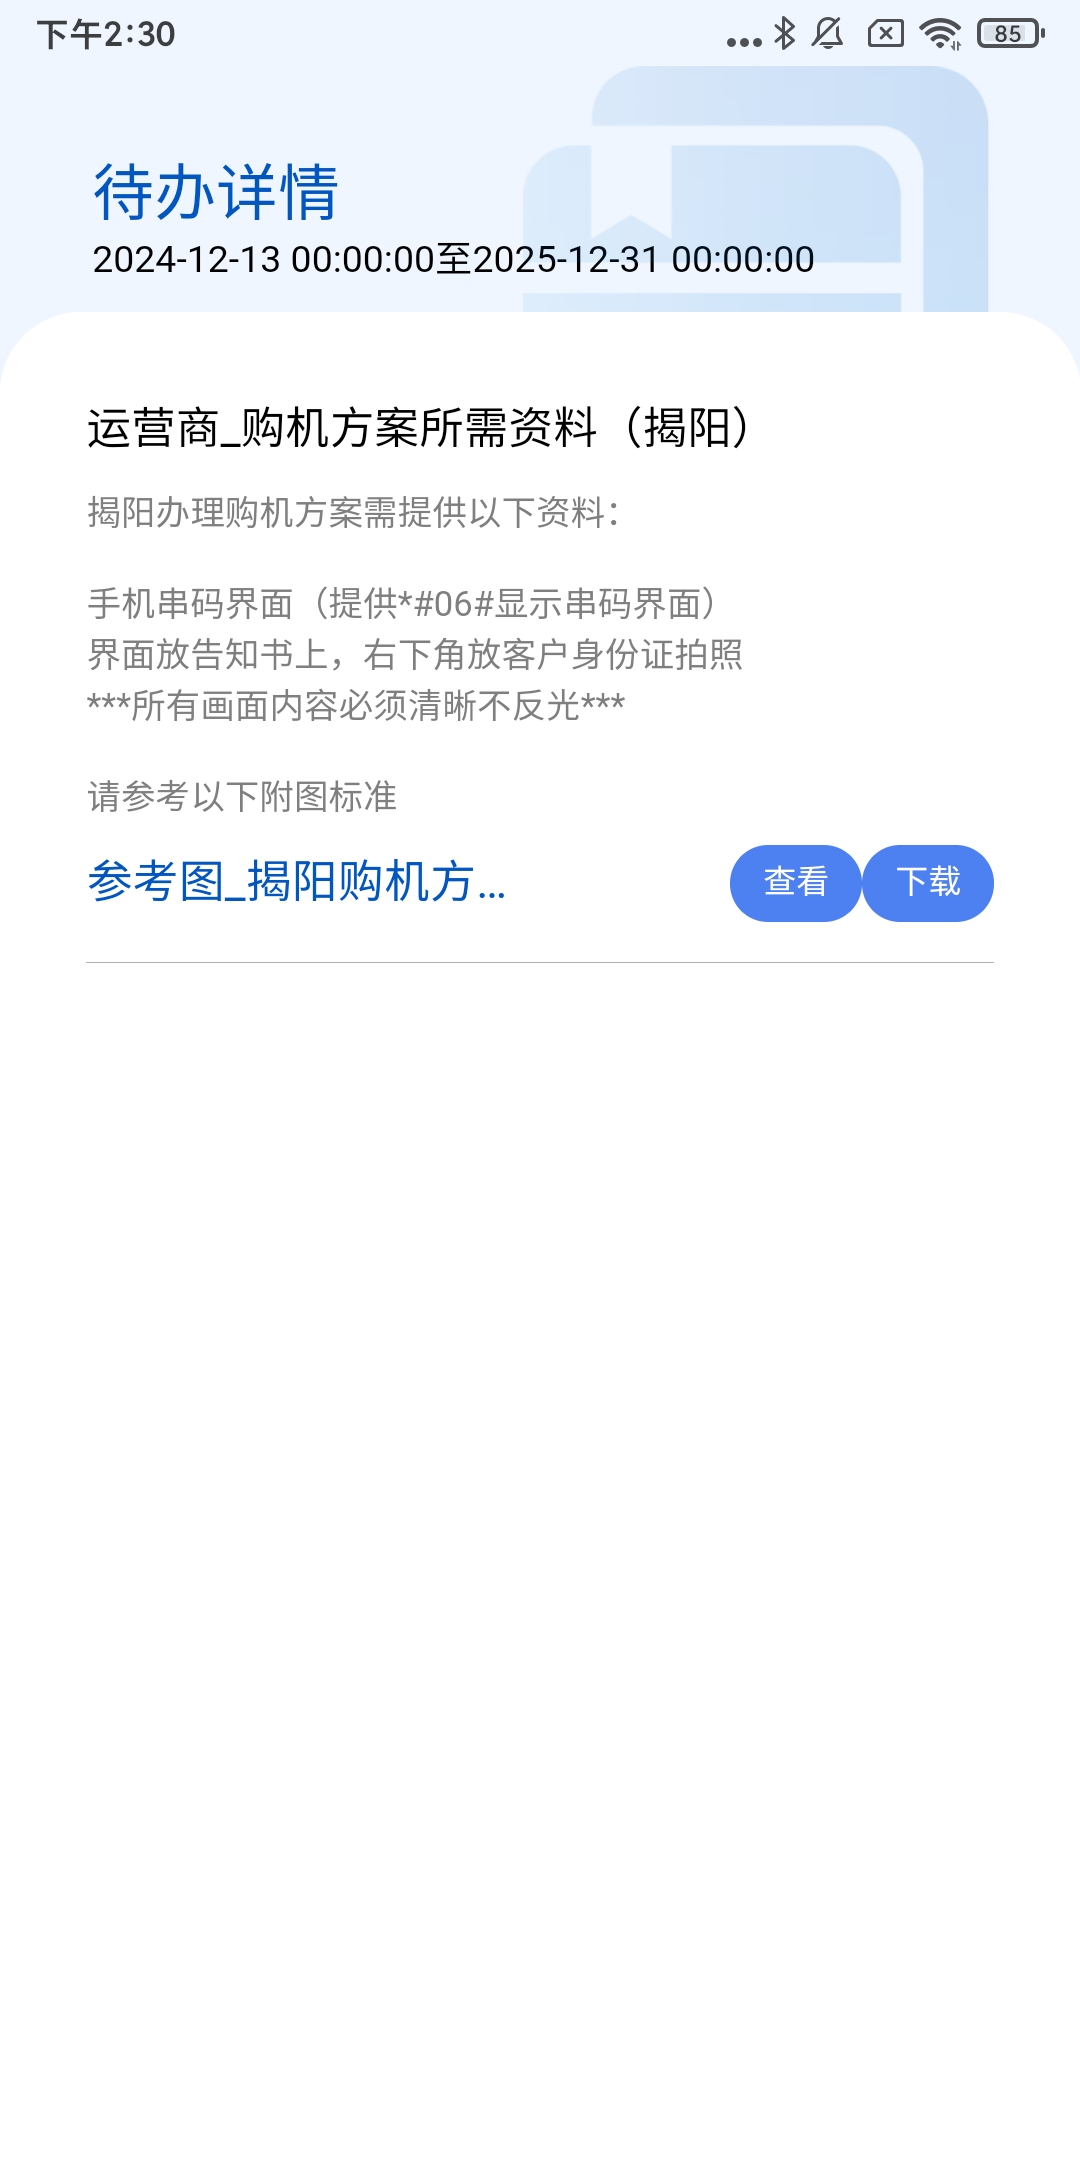 下午2:30
85
待办详情
2024-12-13 00:00:00至2025-12-31 00:00:00
运营商_购机方案所需资料（揭阳）
揭阳办理购机方案需提供以下资料：
手机串码界面（提供*#06#显示串码界面）
界面放告知书上，右下角放客户身份证拍照
***所有画面内容必须清晰不反光***
请参考以下附图标准
参考图_揭阳购机方...
查看
下载